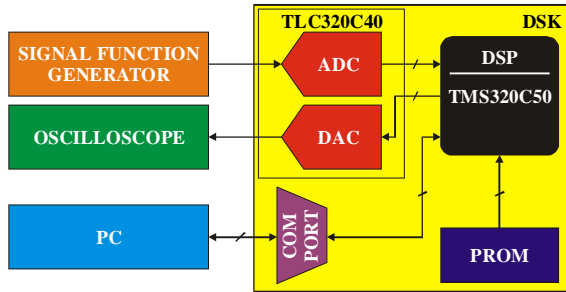 TLC320C40
DSK
SIGNAL FUNCTION
GENERATOR
ADC
DSP
TMS320C50
OSCILLOSCOPE
DAC
PC
COM
PORT
PROM